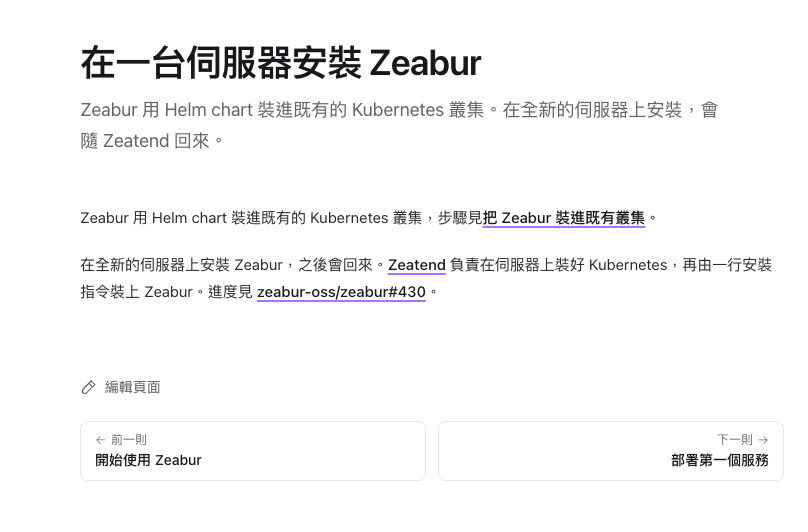 在一台伺服器安裝 Zeabur
Zeabur 用 Helm chart 裝進既有的 Kubernetes 叢集。在全新的伺服器上安裝，會
隨 Zeatend 回來。
Zeabur 用 Helm chart 裝進既有的 Kubernetes 叢集，步驟見把 Zeabur 裝進既有叢集。
在全新的伺服器上安裝 Zeabur，之後會回來。Zeatend 負責在伺服器上裝好 Kubernetes，再由一行安裝
指令裝上 Zeabur。進度見 zeabur-oss/zeabur#430。
編輯頁面
← 前一則
開始使用 Zeabur
下一則 →
部署第一個服務